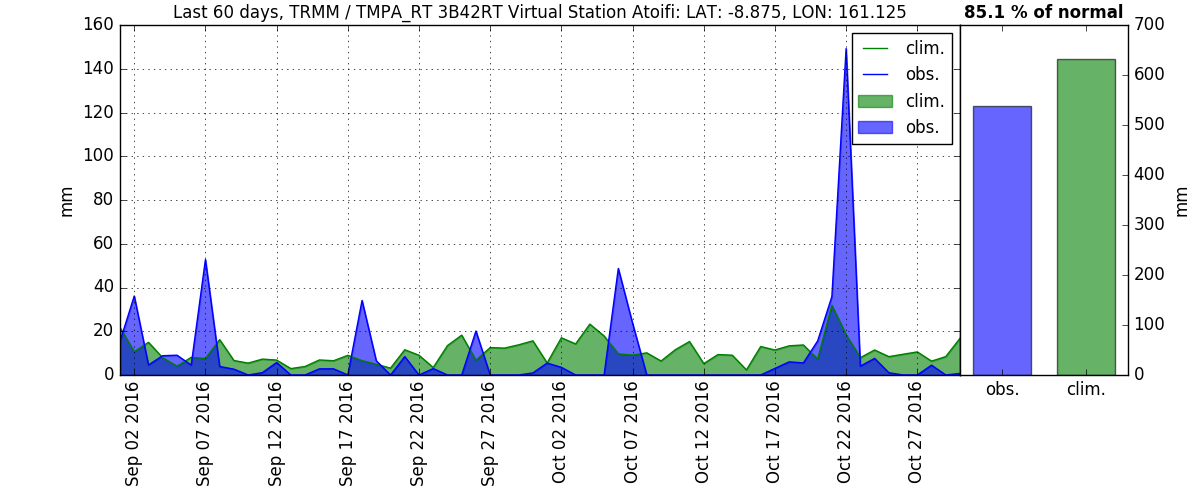 Last 60 days, TRMM / TMPA_RT 3B42RT Virtual Station Atoifi: LAT: -8.875, LON: 161.125
85.1 % of normal
160
140
120
100
80
60
40
20
0
mm
clim.
obs.
clim.
obs.
700
600
500
400
300
200
100
0
mm
Sep 02 2016
Sep 07 2016
Sep 12 2016
Sep 17 2016
Sep 22 2016
Sep 27 2016
Oct 02 2016
Oct 07 2016
Oct 12 2016
Oct 17 2016
Oct 22 2016
Oct 27 2016
obs.
clim.